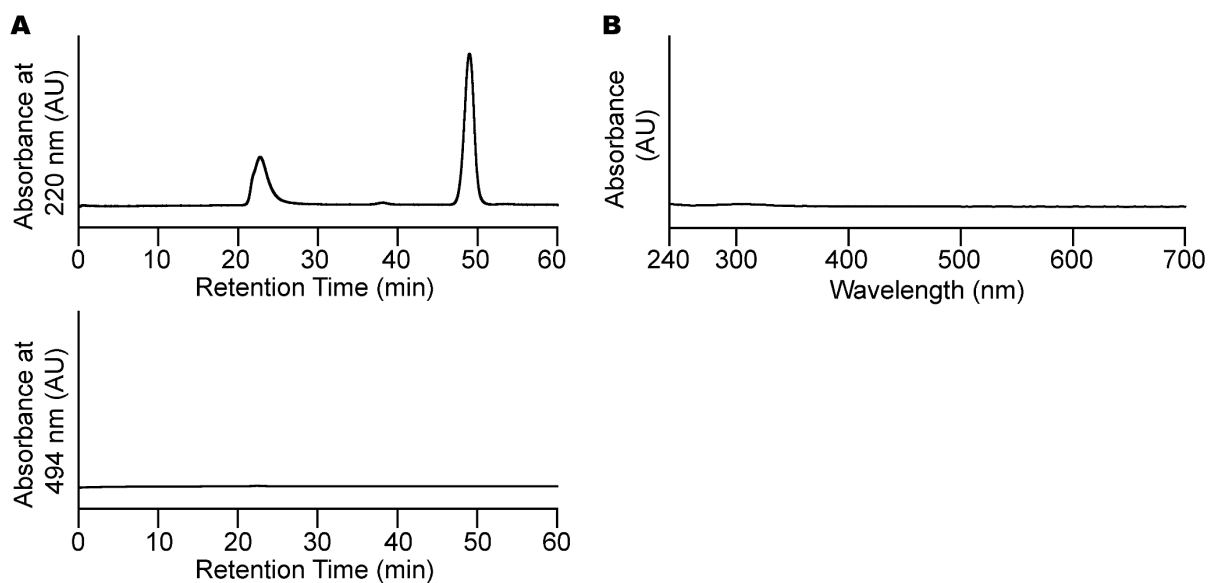 A
Absorbance at
220 nm (AU)
0 10 20 30 40 50 60
Retention Time (min)
Absorbance at
494 nm (AU)
0 10 20 30 40 50 60
Retention Time (min)
B
Absorbance
(AU)
240 300 400 500 600 700
Wavelength (nm)